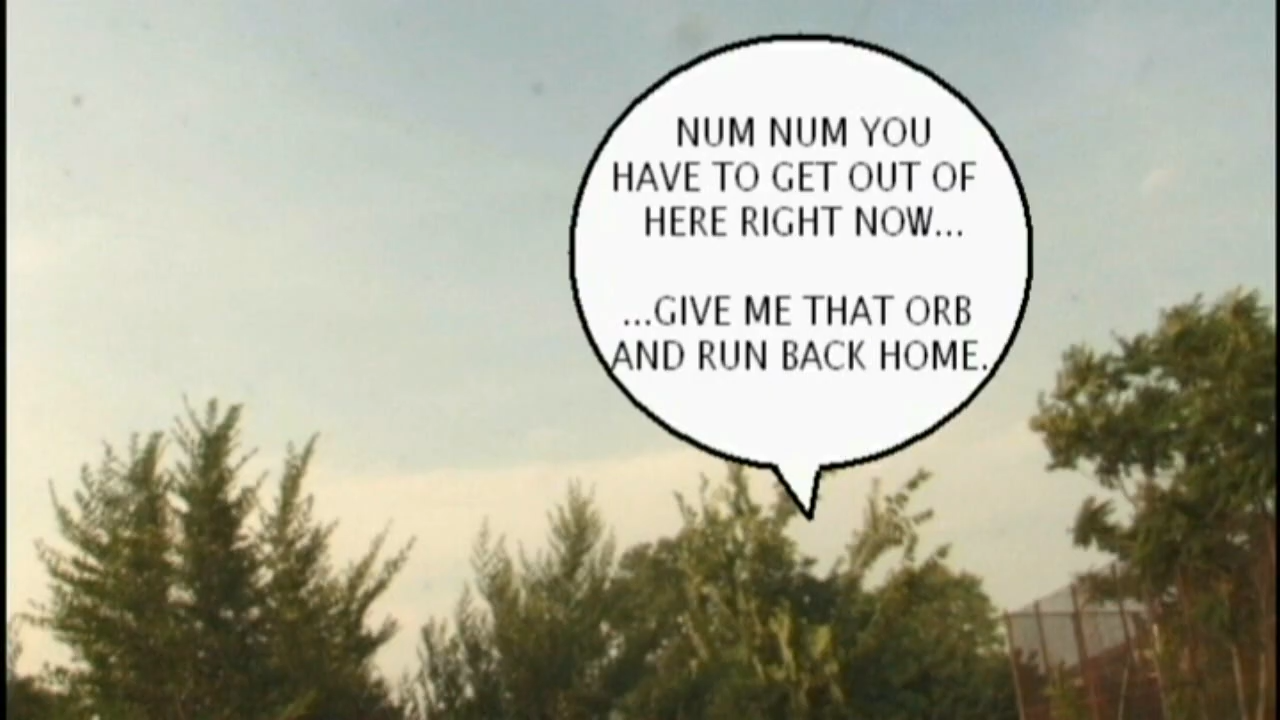 NUM NUM YOU
HAVE TO GET OUT OF
HERE RIGHT NOW...
...GIVE ME THAT ORB
AND RUN BACK HOME.